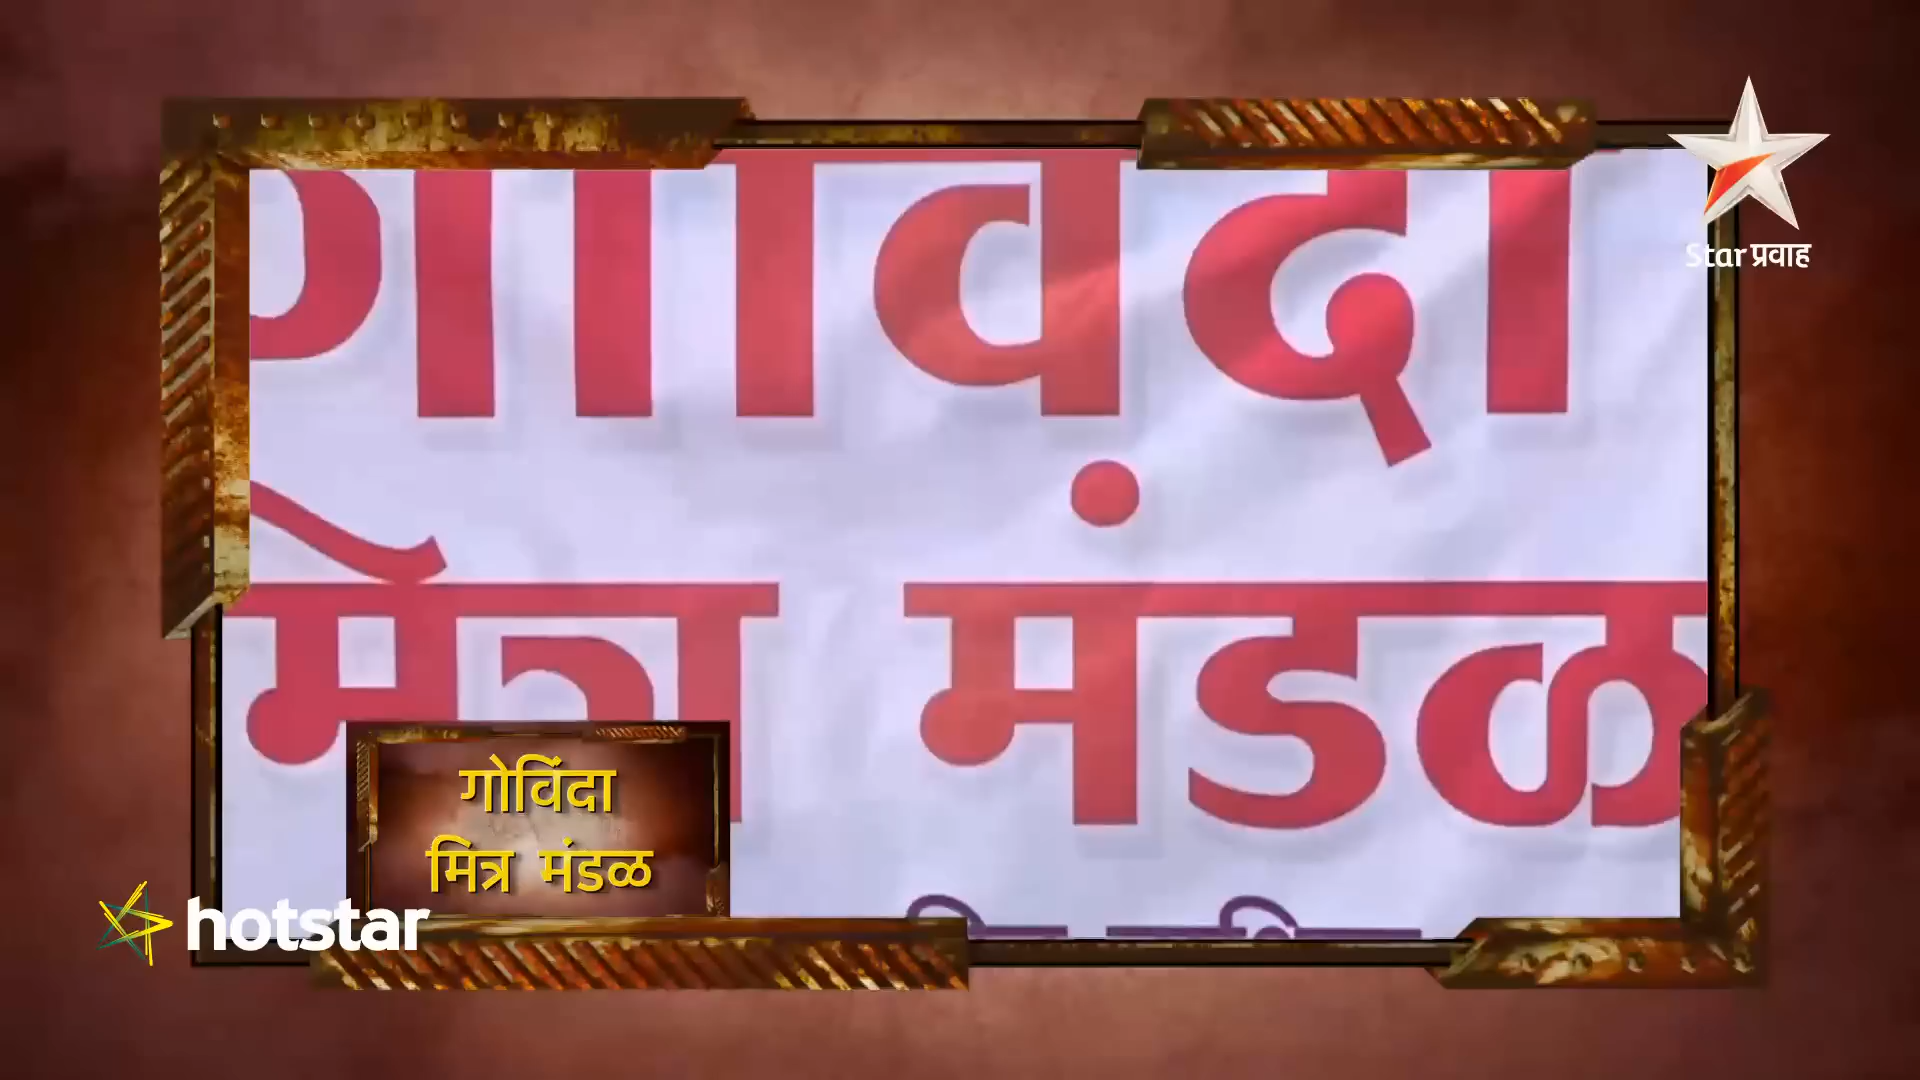 गोविंदा
मित्र मंडळ
Star प्रवाह
गोविंदा
मित्र मंडळ
hotstar